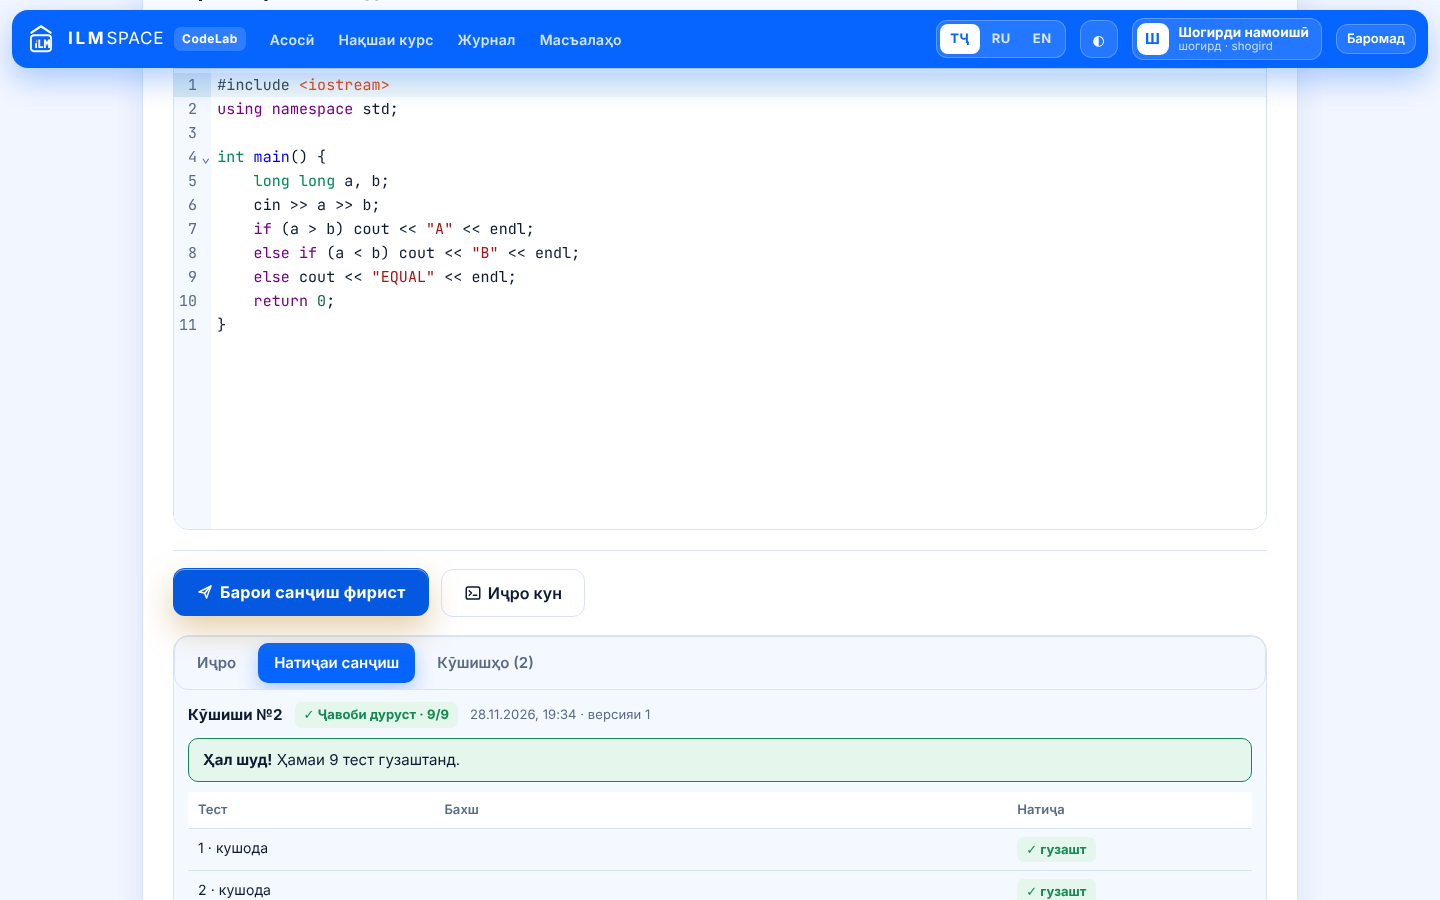 ILMSPACE CodeLab Асосӣ Нақшаи курс Журнал Масъалаҳо ТҶ RU EN Ш Шогирди намоишӣ Баромад
шогирд · shogird
1 #include <iostream>
2 using namespace std;
3
4 int main() {
5 long long a, b;
6 cin >> a >> b;
7 if (a > b) cout << "A" << endl;
8 else if (a < b) cout << "B" << endl;
9 else cout << "EQUAL" << endl;
10 return 0;
11 }
Барои санҷиш фирист Иҷро кун
Иҷро Натиҷаи санҷиш Кӯшишҳо (2)
Кӯшиши №2 ✓ Ҷавоби дуруст · 9/9 28.11.2026, 19:34 · версияи 1
Ҳал шуд! Ҳамаи 9 тест гузаштанд.
Тест Бахш Натиҷа
1 · кушода ✓ гузашт
2 · кушода ✓ гузашт